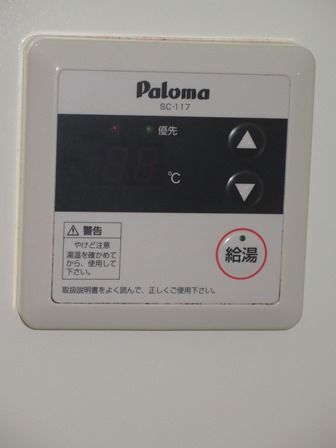 Paloma
SC-117
優先
℃
警告
やけど注意
湯温を確かめて
から、使用して
下さい。
給湯
取扱説明書をよく読んで、正しくご使用下さい。